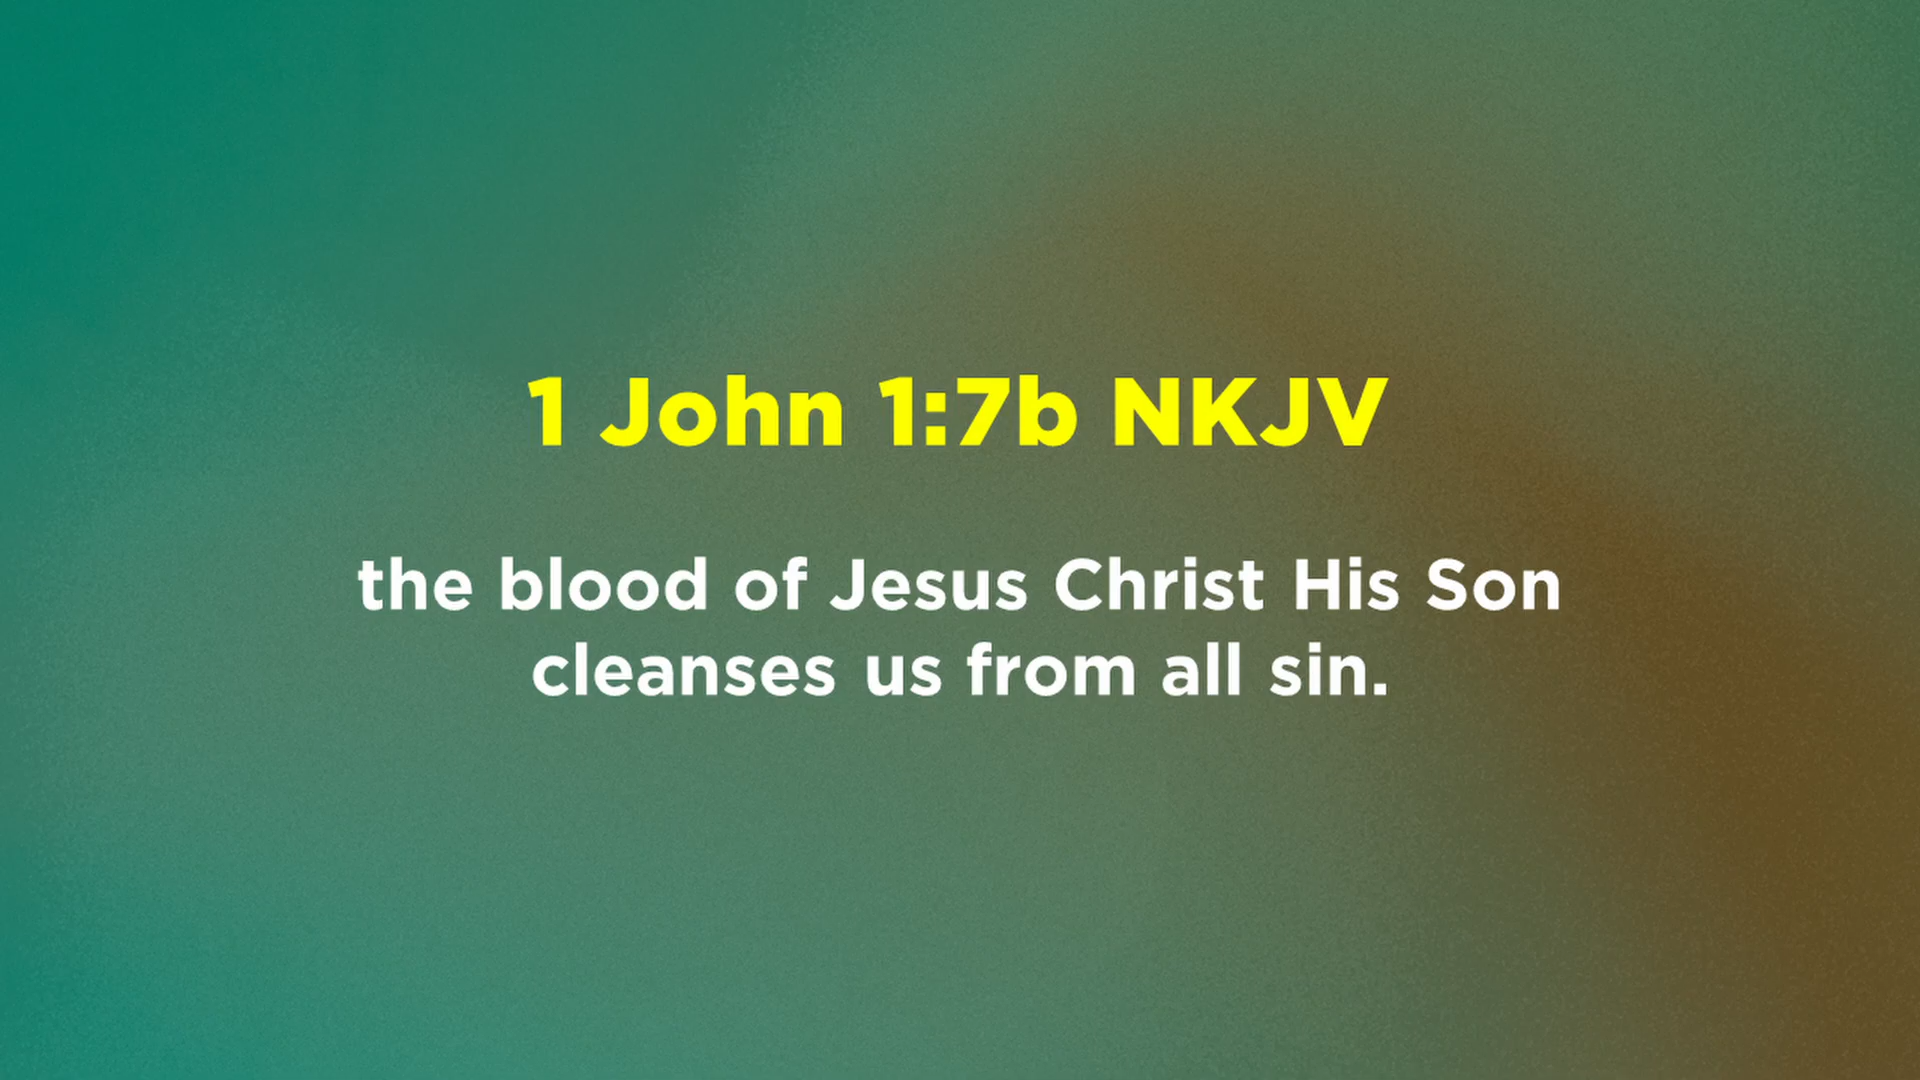 1 John 1:7b NKJV
the blood of Jesus Christ His Son
cleanses us from all sin.